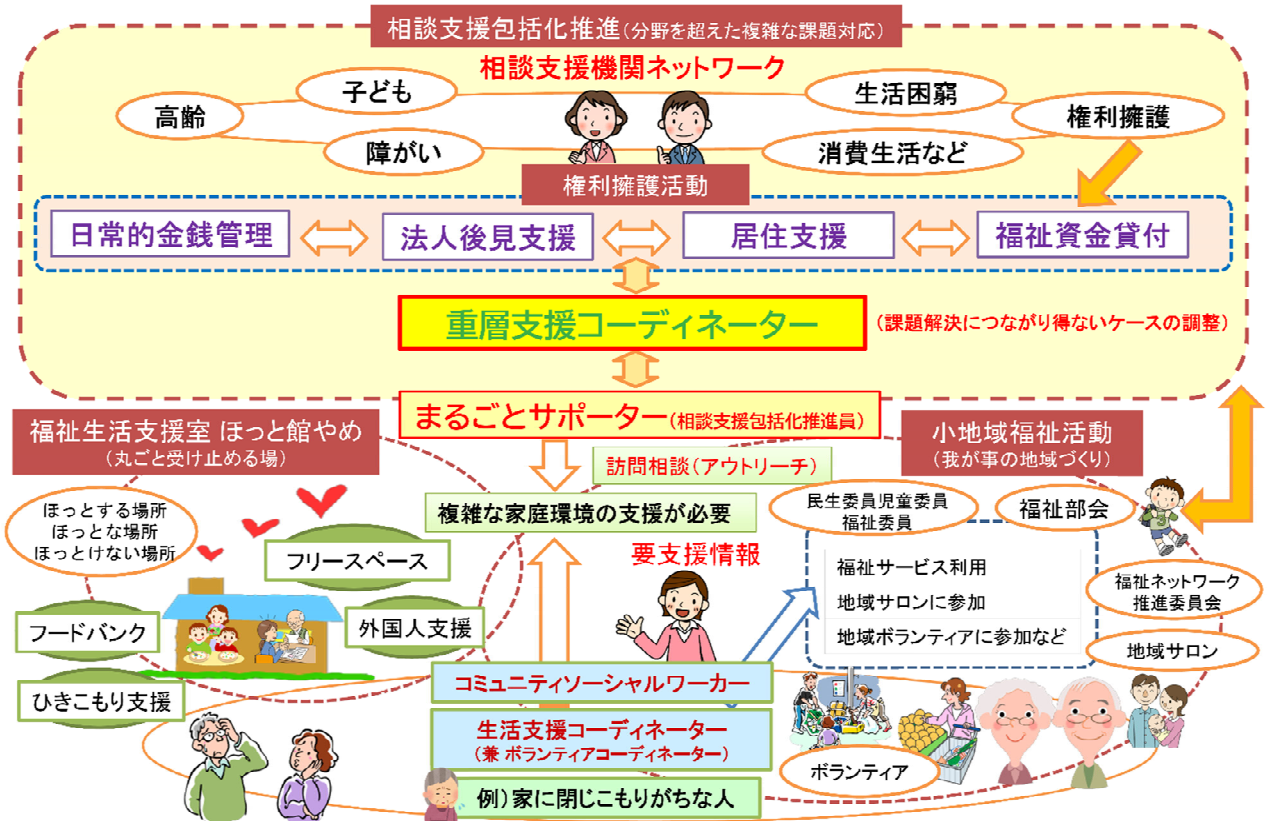 相談支援包括化推進(分野を超えた複雑な課題対応)
相談支援機関ネットワーク
高齢
子ども
障がい
生活困窮
消費生活など
権利擁護
権利擁護活動
日常的金銭管理
法人後見支援
居住支援
福祉資金貸付
重層支援コーディネーター
(課題解決につながり得ないケースの調整)
まるごとサポーター(相談支援包括化推進員)
福祉生活支援室 ほっと館やめ
(丸ごと受け止める場)
訪問相談(アウトリーチ)
小地域福祉活動
(我が事の地域づくり)
ほっとする場所
ほっとな場所
ほっとけない場所
複雑な家庭環境の支援が必要
民生委員児童委員
福祉委員
福祉部会
フリースペース
要支援情報
福祉サービス利用
地域サロンに参加
地域ボランティアに参加など
福祉ネットワーク
推進委員会
フードバンク
外国人支援
地域サロン
ひきこもり支援
コミュニティソーシャルワーカー
生活支援コーディネーター
(兼 ボランティアコーディネーター)
ボランティア
例)家に閉じこもりがちな人